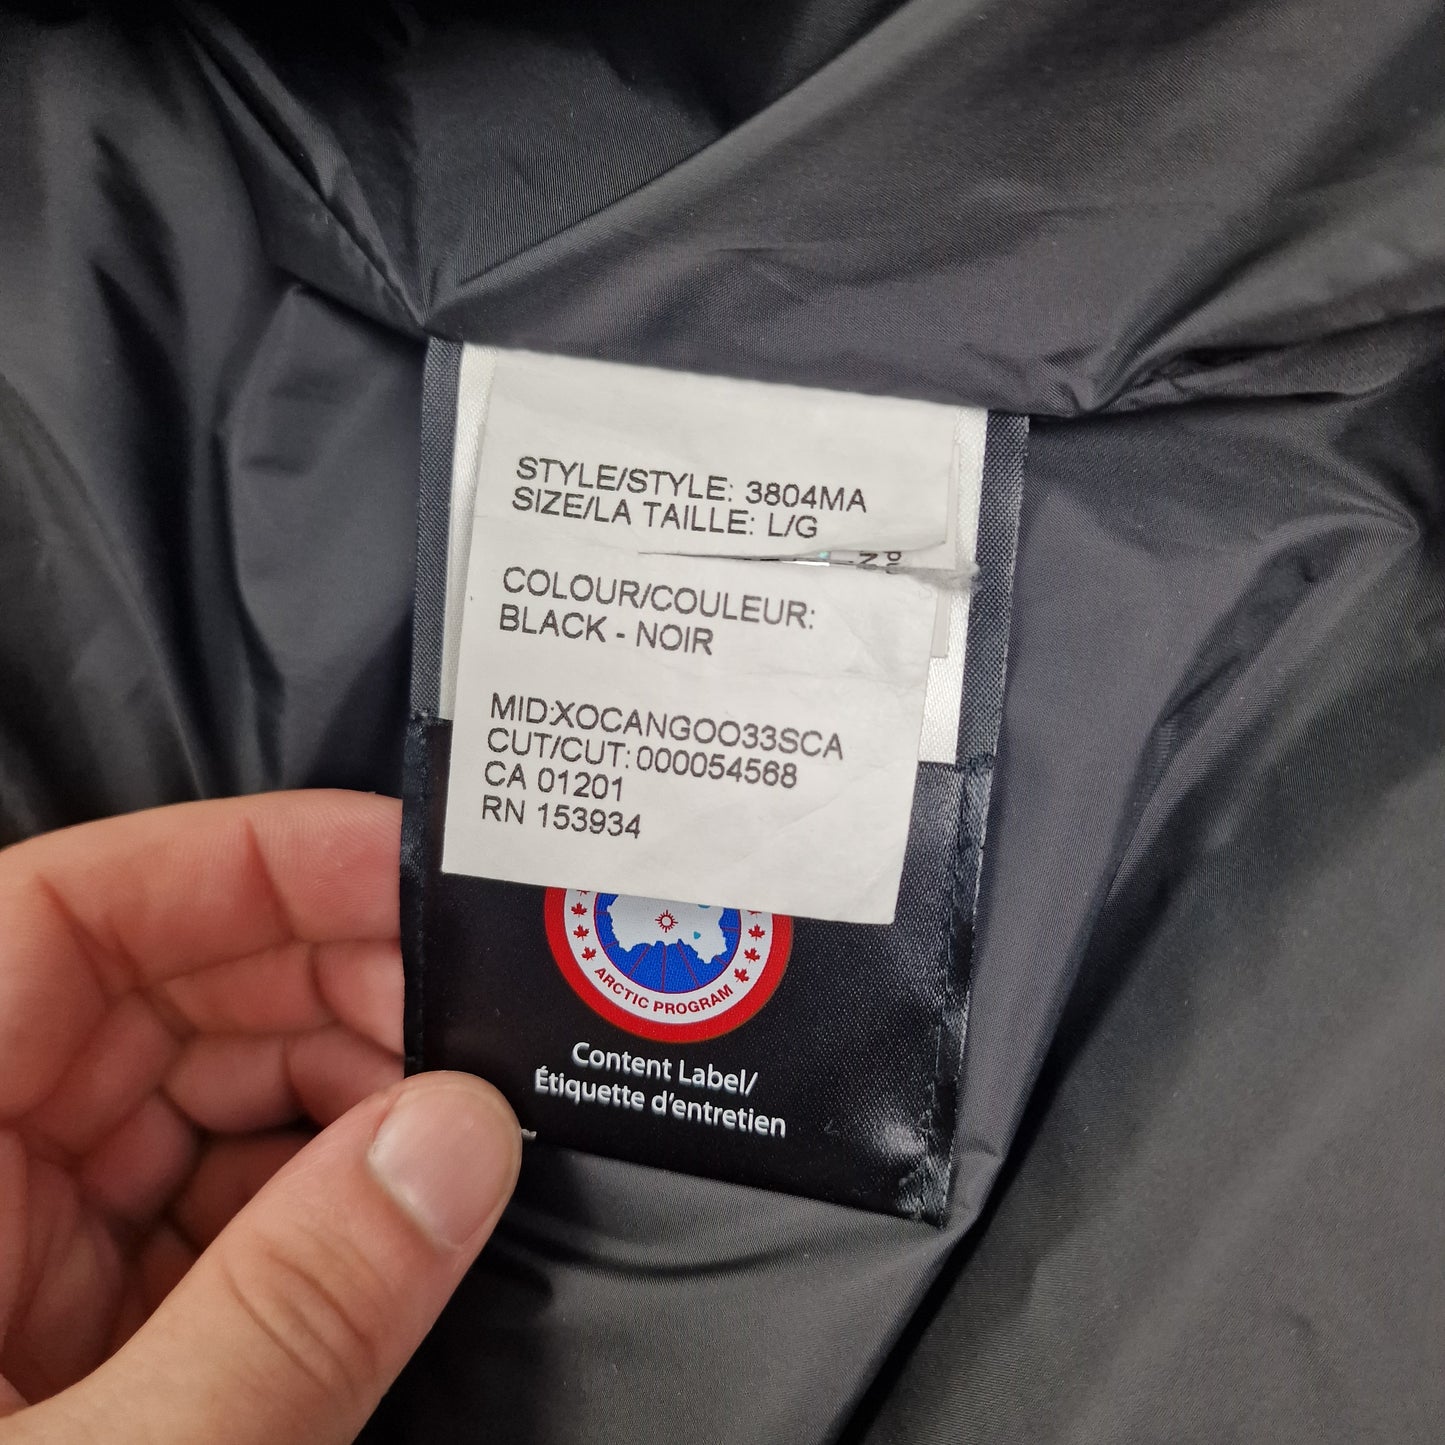 STYLE/STYLE: 3804MA
SIZE/LA TAILLE: L/G
COLOUR/COULEUR:
BLACK - NOIR
MID:XOCANGOO33SCA
CUT/CUT: 000054568
CA 01201
RN 153934
ARCTIC PROGRAM
Content Label/
Étiquette d'entretien